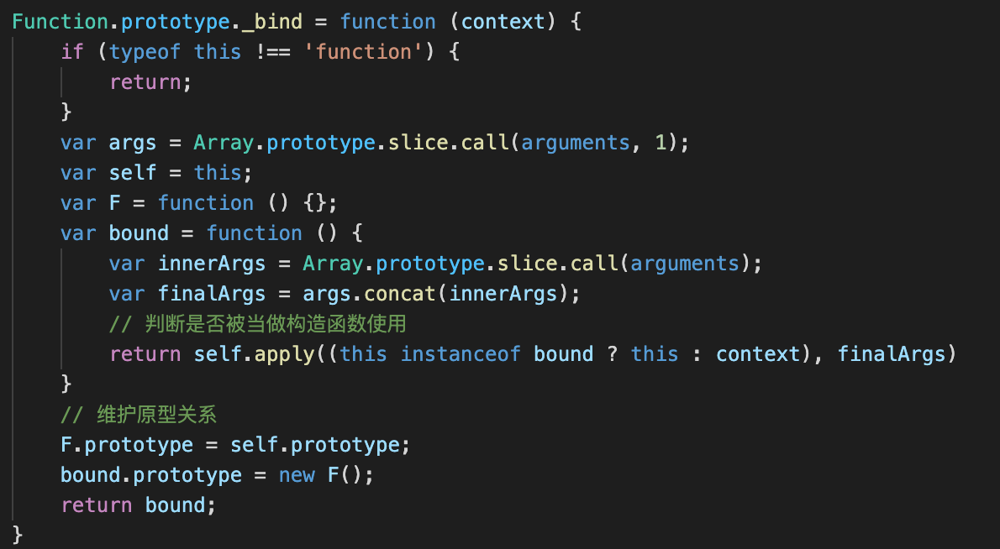 Function.prototype._bind = function (context) {
    if (typeof this !== 'function') {
        return;
    }
    var args = Array.prototype.slice.call(arguments, 1);
    var self = this;
    var F = function () {};
    var bound = function () {
        var innerArgs = Array.prototype.slice.call(arguments);
        var finalArgs = args.concat(innerArgs);
        // 判断是否被当做构造函数使用
        return self.apply((this instanceof bound ? this : context), finalArgs)
    }
    // 维护原型关系
    F.prototype = self.prototype;
    bound.prototype = new F();
    return bound;
}